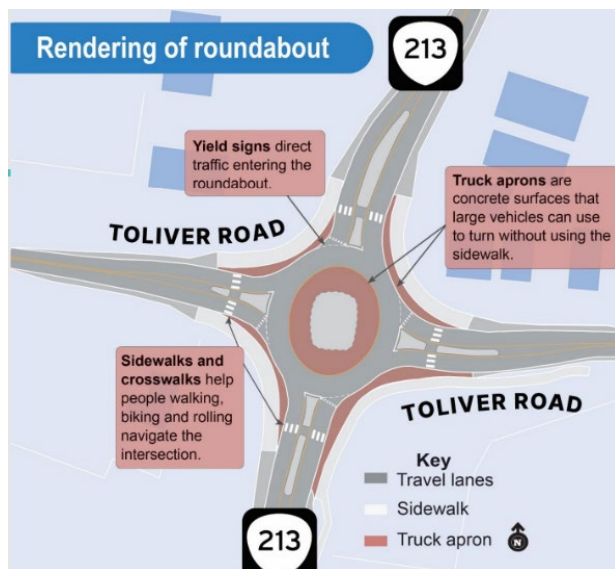 Rendering of roundabout
213
Yield signs direct
traffic entering the
roundabout.
Truck aprons are
concrete surfaces that
large vehicles can use
to turn without using the
sidewalk.
TOLIVER ROAD
Sidewalks and
crosswalks help
people walking,
biking and rolling
navigate the
intersection.
TOLIVER ROAD
Key
Travel lanes
Sidewalk
Truck apron
N
213